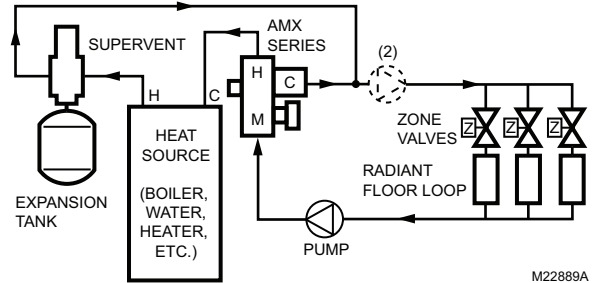 AMX
SERIES
SUPERVENT
(2)
H
C
H
C
M
ZONE
VALVES
Z
Z
Z
HEAT
SOURCE
(BOILER,
WATER,
HEATER,
ETC.)
RADIANT
FLOOR LOOP
EXPANSION
TANK
PUMP
M22889A